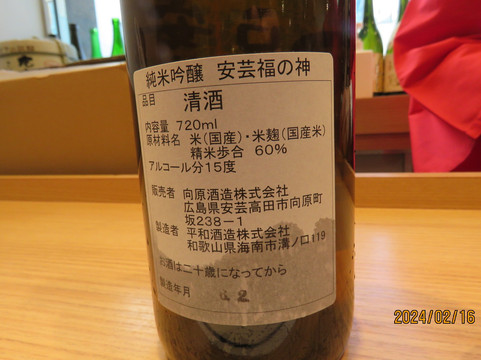 純米吟醸 安芸福の神
品目 清酒
内容量 720ml
原材料名 米(国産)・米麹(国産米)
精米歩合 60%
アルコール分15度
販売者 向原酒造株式会社
広島県安芸高田市向原町
坂238-1
製造者 平和酒造株式会社
和歌山県海南市溝ノ口119
お酒は二十歳になってから
製造年月
2024/02/16